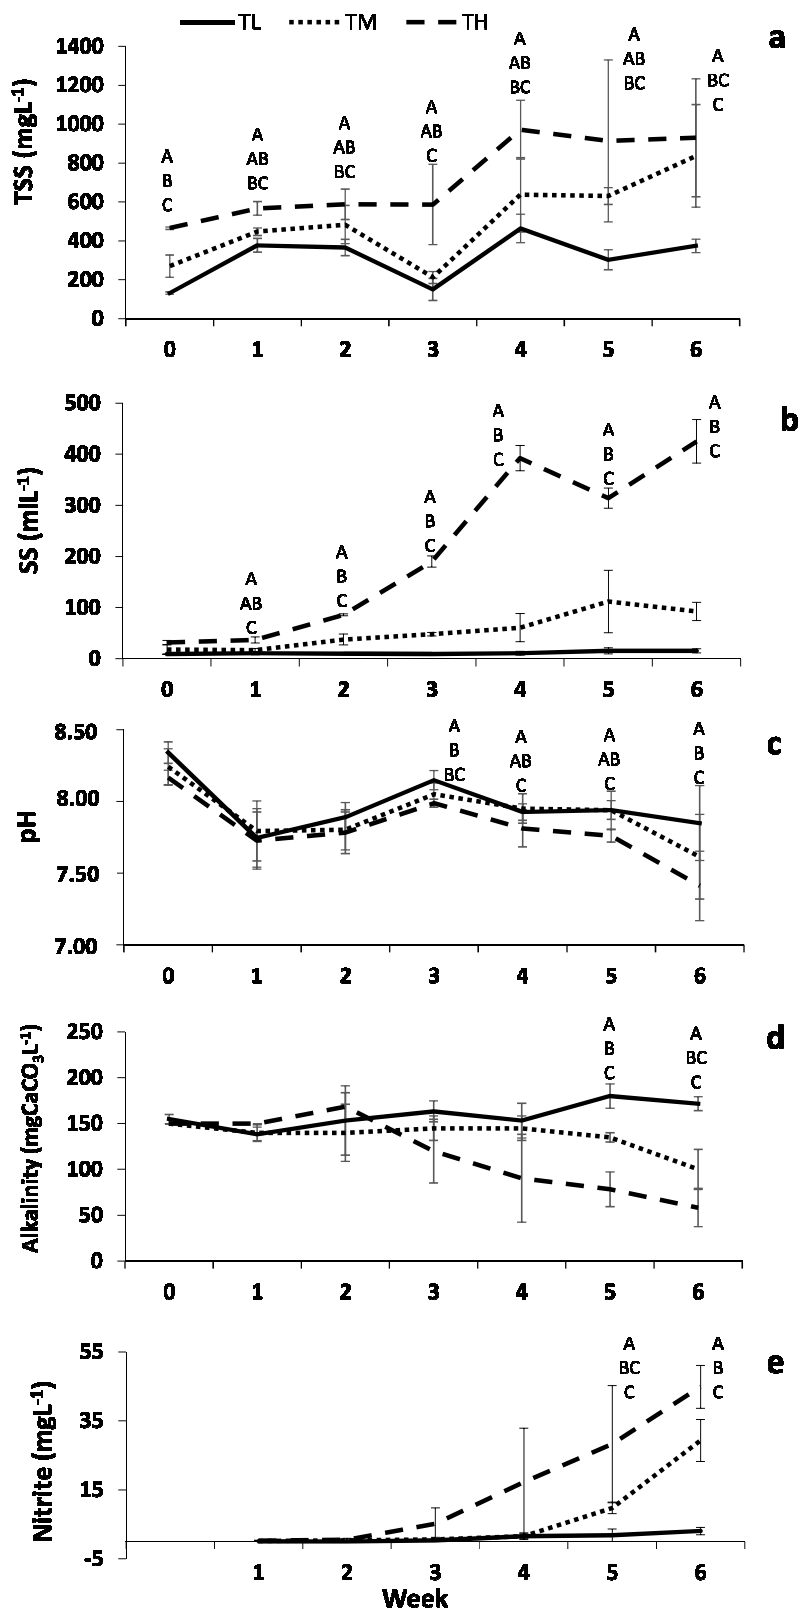 TL TM TH
a
TSS (mgL-1)
1400
1200
1000
800
600
400
200
0
A
B
C
A
AB
BC
A
AB
BC
A
AB
C
A
AB
BC
A
AB
BC
A
BC
C
0 1 2 3 4 5 6
b
SS (mlL-1)
500
400
300
200
100
0
A
AB
C
A
B
C
A
B
C
A
B
C
A
B
C
A
B
C
0 1 2 3 4 5 6
c
pH
8.50
8.00
7.50
7.00
A
B
BC
A
AB
C
A
AB
C
A
B
C
0 1 2 3 4 5 6
d
Alkalinity (mgCaCO3L-1)
250
200
150
100
50
0
A
B
C
A
BC
C
0 1 2 3 4 5 6
e
Nitrite (mgL-1)
55
35
15
-5
A
BC
C
A
B
C
1 2 3 4 5 6
Week